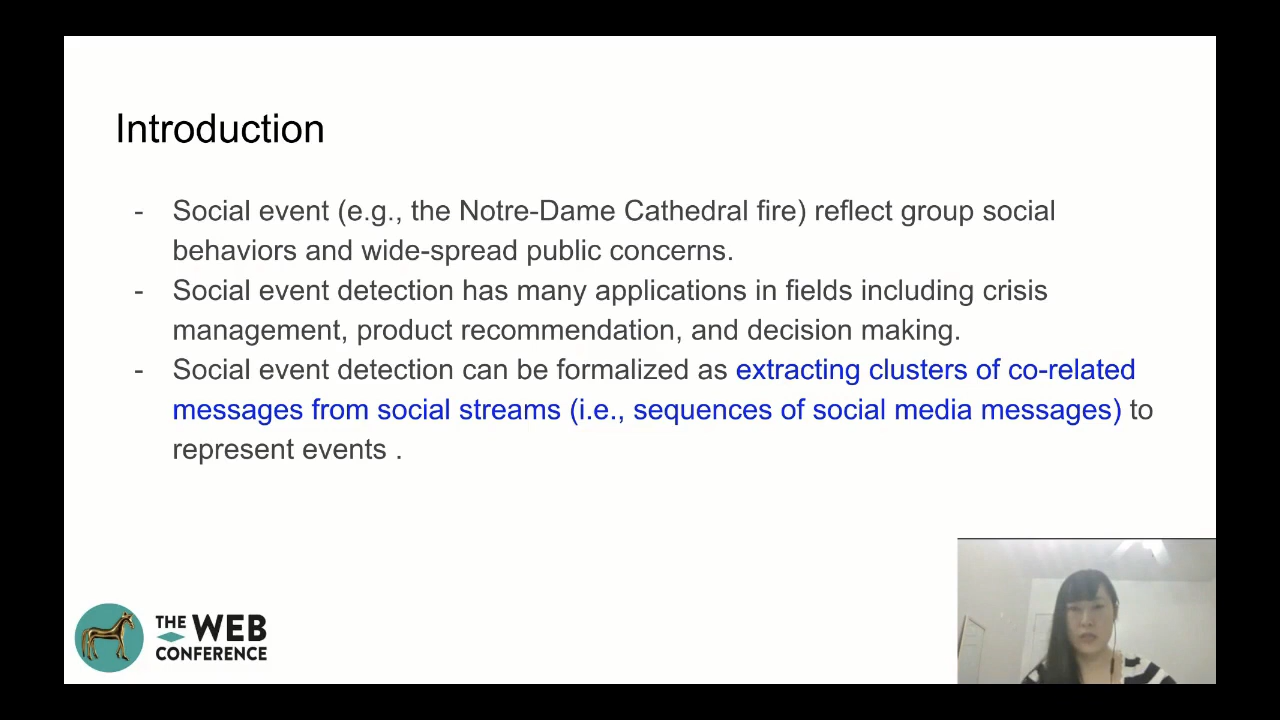 Introduction
- Social event (e.g., the Notre-Dame Cathedral fire) reflect group social
behaviors and wide-spread public concerns.
- Social event detection has many applications in fields including crisis
management, product recommendation, and decision making.
- Social event detection can be formalized as extracting clusters of co-related
messages from social streams (i.e., sequences of social media messages) to
represent events .
THE WEB
CONFERENCE